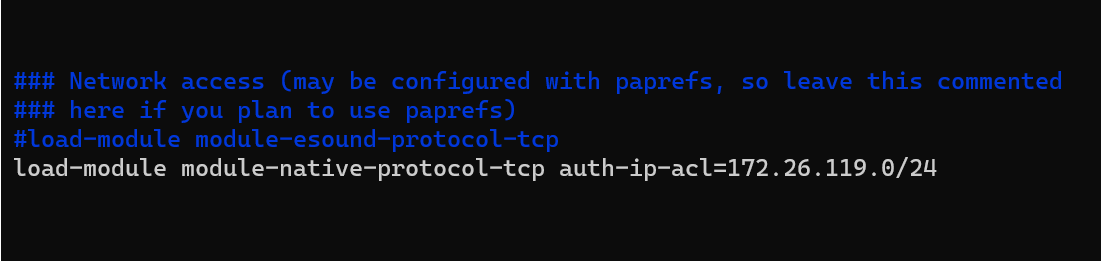 ### Network access (may be configured with paprefs, so leave this commented
### here if you plan to use paprefs)
#load-module module-esound-protocol-tcp
load-module module-native-protocol-tcp auth-ip-acl=172.26.119.0/24